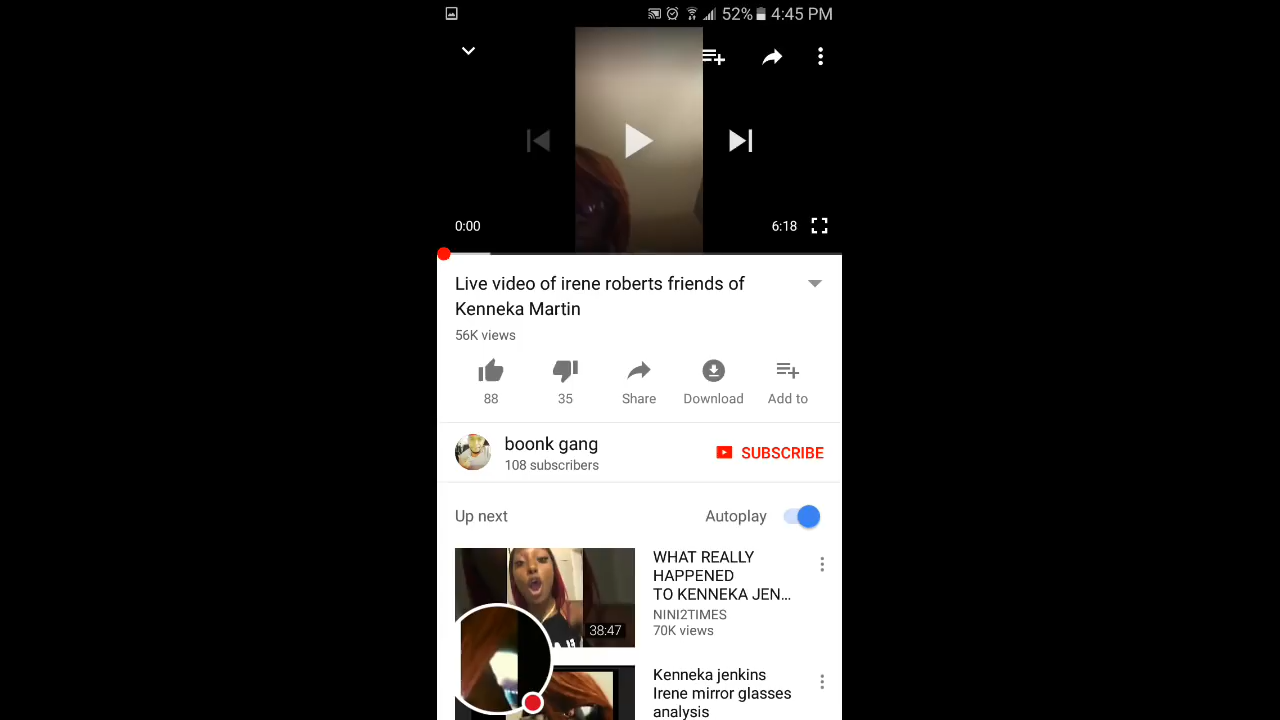 52% 4:45 PM
0:00 6:18
Live video of irene roberts friends of
Kenneka Martin
56K views
88 35 Share Download Add to
boonk gang
108 subscribers
SUBSCRIBE
Up next Autoplay
WHAT REALLY
HAPPENED
TO KENNEKA JEN...
NINI2TIMES
70K views
38:47
Kenneka jenkins
Irene mirror glasses
analysis